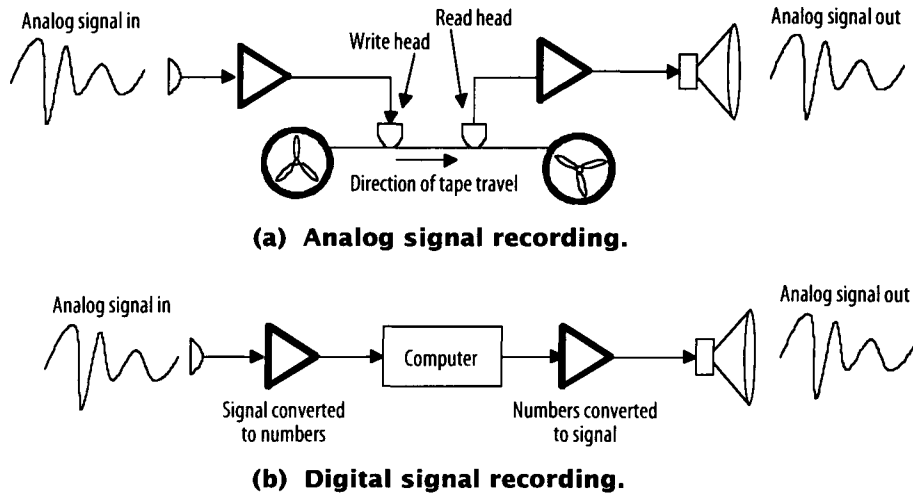 Analog signal in
Write head
Read head
Analog signal out
Direction of tape travel
(a) Analog signal recording.
Analog signal in
Analog signal out
Computer
Signal converted
to numbers
Numbers converted
to signal
(b) Digital signal recording.